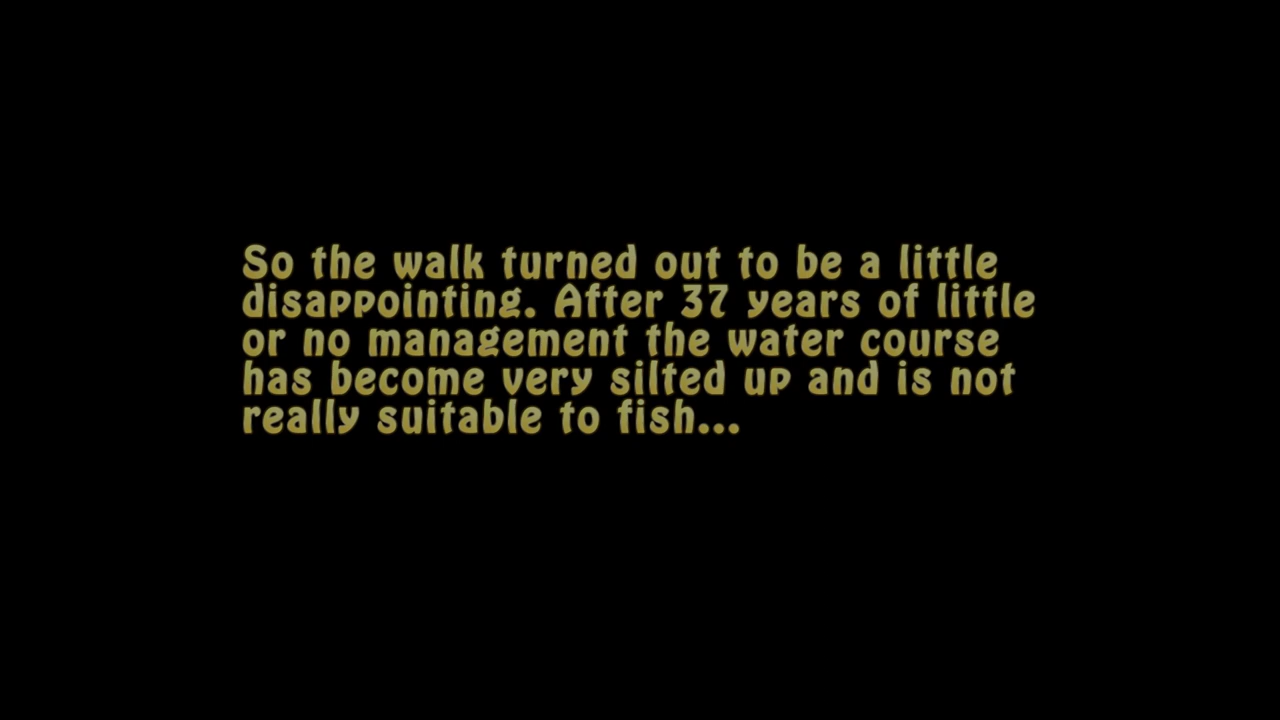 So the walk turned out to be a little
disappointing. After 37 years of little
or no management the water course
has become very silted up and is not
really suitable to fish...